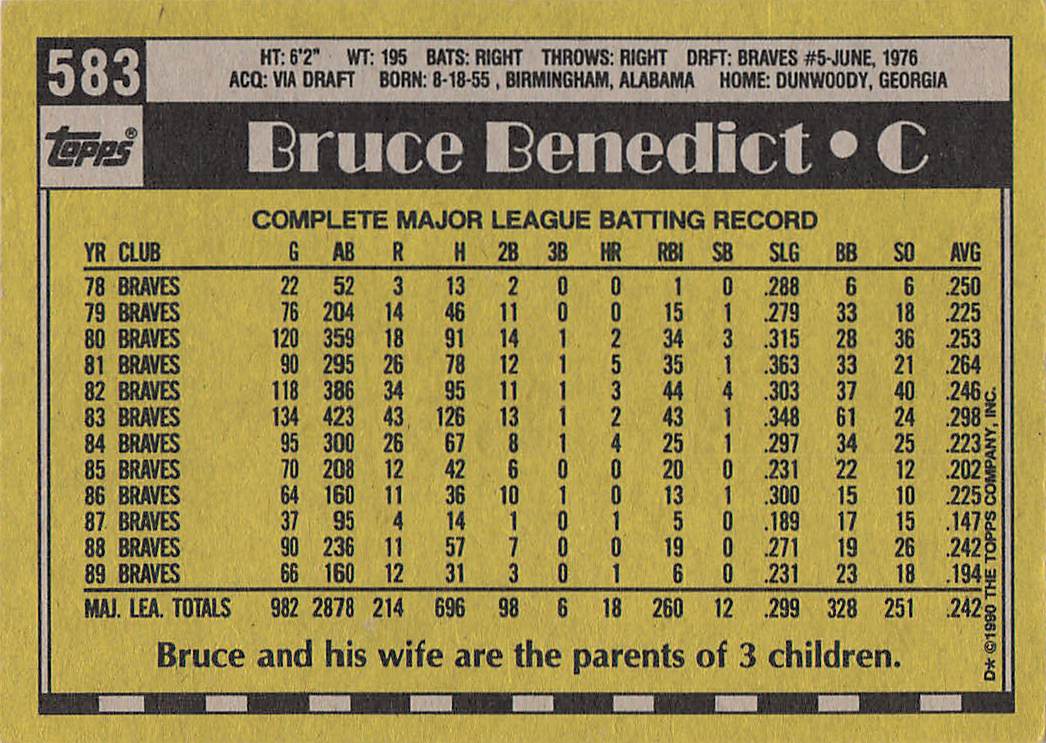 583
HT: 6'2" WT: 195 BATS: RIGHT THROWS: RIGHT DRFT: BRAVES #5-JUNE, 1976
ACQ: VIA DRAFT BORN: 8-18-55 , BIRMINGHAM, ALABAMA HOME: DUNWOODY, GEORGIA
topps®
Bruce Benedict • C
COMPLETE MAJOR LEAGUE BATTING RECORD
YR CLUB G AB R H 2B 3B HR RBI SB SLG BB SO AVG
78 BRAVES 22 52 3 13 2 0 0 1 0 .288 6 6 .250
79 BRAVES 76 204 14 46 11 0 0 15 1 .279 33 18 .225
80 BRAVES 120 359 18 91 14 1 2 34 3 .315 28 36 .253
81 BRAVES 90 295 26 78 12 1 5 35 1 .363 33 21 .264
82 BRAVES 118 386 34 95 11 1 3 44 4 .303 37 40 .246
83 BRAVES 134 423 43 126 13 1 2 43 1 .348 61 24 .298
84 BRAVES 95 300 26 67 8 1 4 25 1 .297 34 25 .223
85 BRAVES 70 208 12 42 6 0 0 20 0 .231 22 12 .202
86 BRAVES 64 160 11 36 10 1 0 13 1 .300 15 10 .225
87 BRAVES 37 95 4 14 1 0 1 5 0 .189 17 15 .147
88 BRAVES 90 236 11 57 7 0 0 19 0 .271 19 26 .242
89 BRAVES 66 160 12 31 3 0 1 6 0 .231 23 18 .194
MAJ. LEA. TOTALS 982 2878 214 696 98 6 18 260 12 .299 328 251 .242
Bruce and his wife are the parents of 3 children.
D* ©1990 THE TOPPS COMPANY, INC.